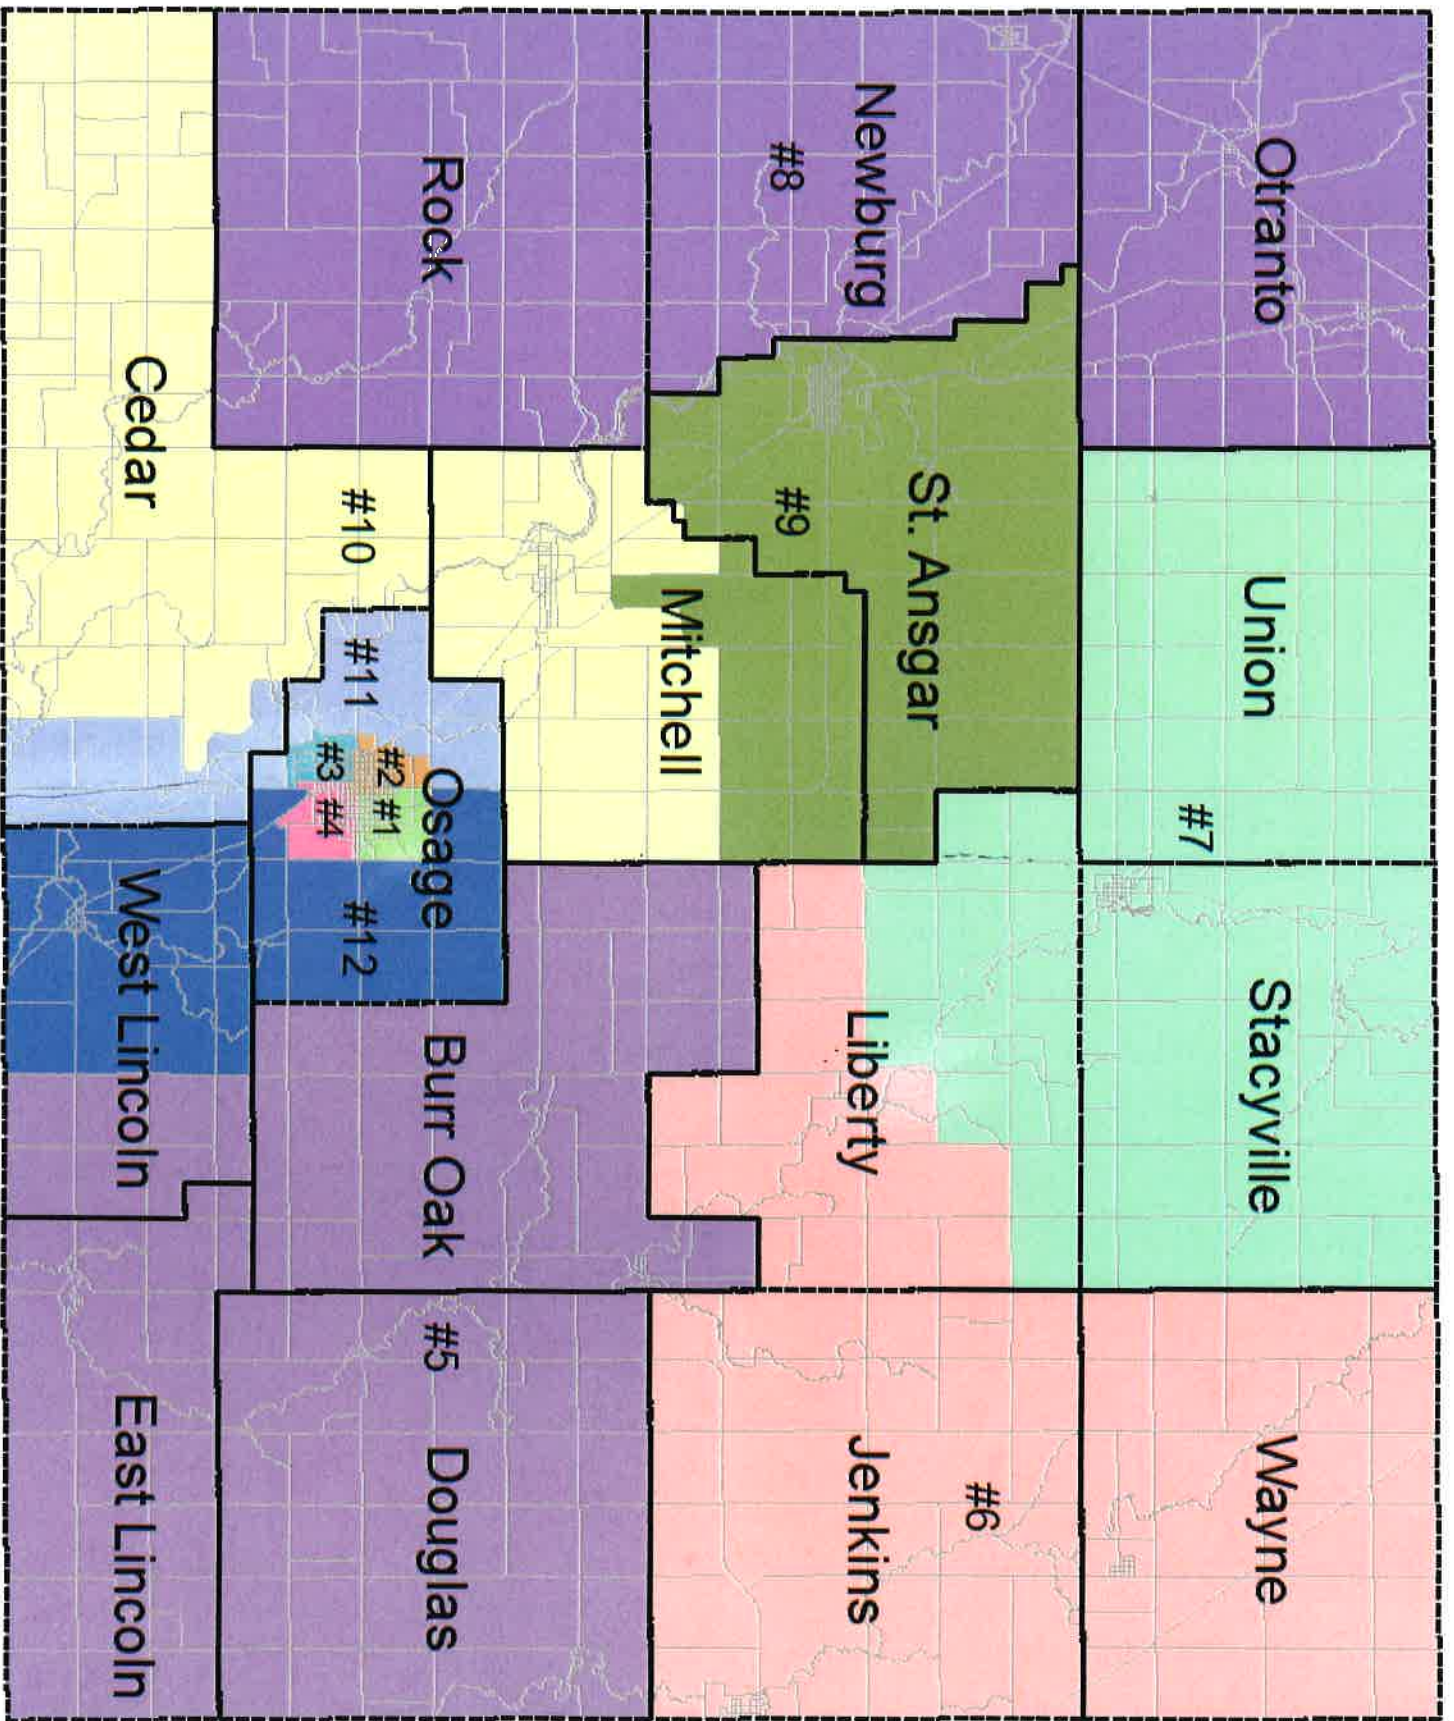 Otranto
Union
#7
Stacyville
Wayne
Newburg
#8
St. Ansgar
#9
Liberty
Jenkins
#6
Rock
Mitchell
Cedar
#10
#11
Osage
#2
#1
#3
#4
#12
Burr Oak
#5
Douglas
West Lincoln
East Lincoln